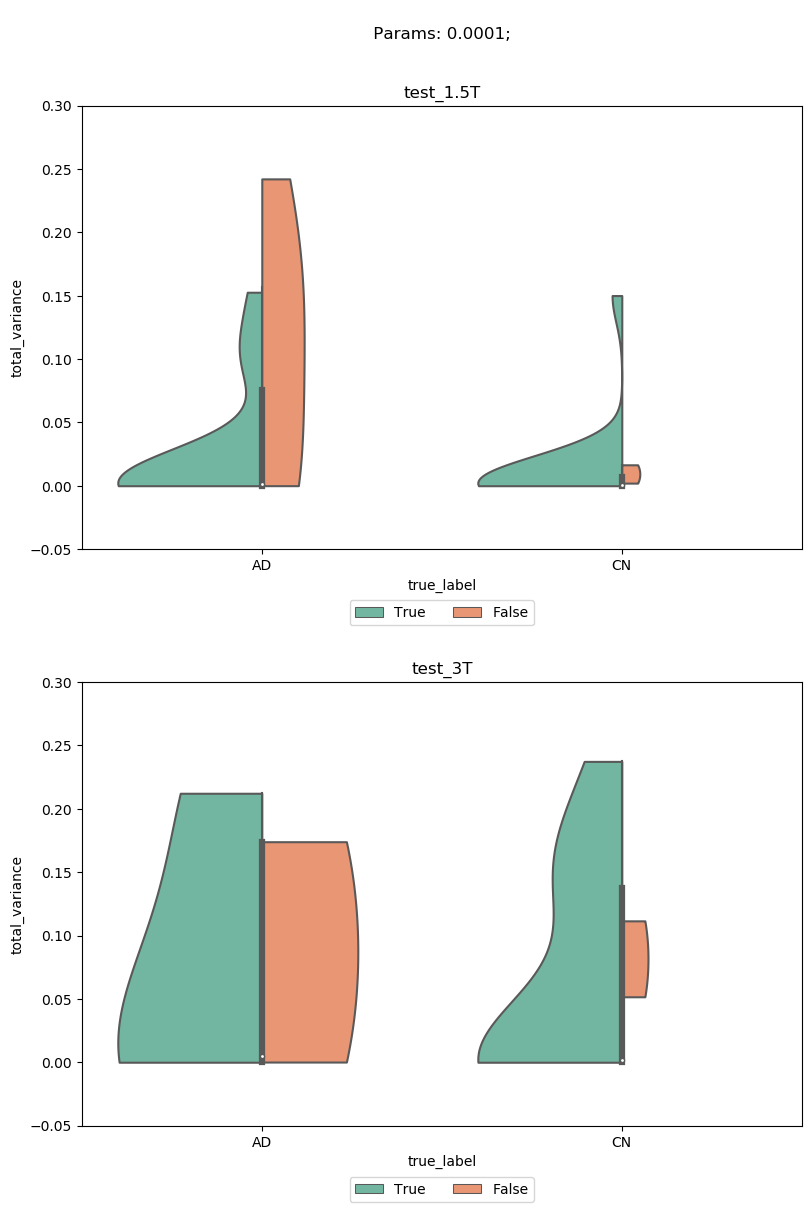 Params: 0.0001;
test_1.5T
0.30
0.25
0.20
0.15
0.10
0.05
0.00
−0.05
total_variance
AD CN
true_label
True False
test_3T
0.30
0.25
0.20
0.15
0.10
0.05
0.00
−0.05
total_variance
AD CN
true_label
True False